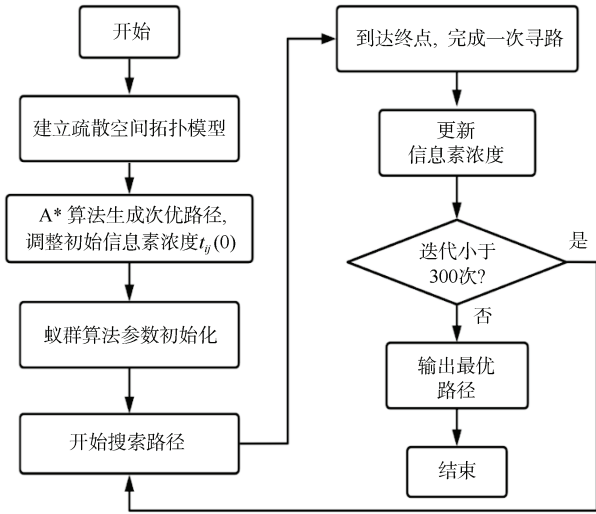 开始
建立疏散空间拓扑模型
A* 算法生成次优路径,
调整初始信息素浓度tij(0)
蚁群算法参数初始化
开始搜索路径
到达终点, 完成一次寻路
更新
信息素浓度
迭代小于
300次?
是
否
输出最优
路径
结束